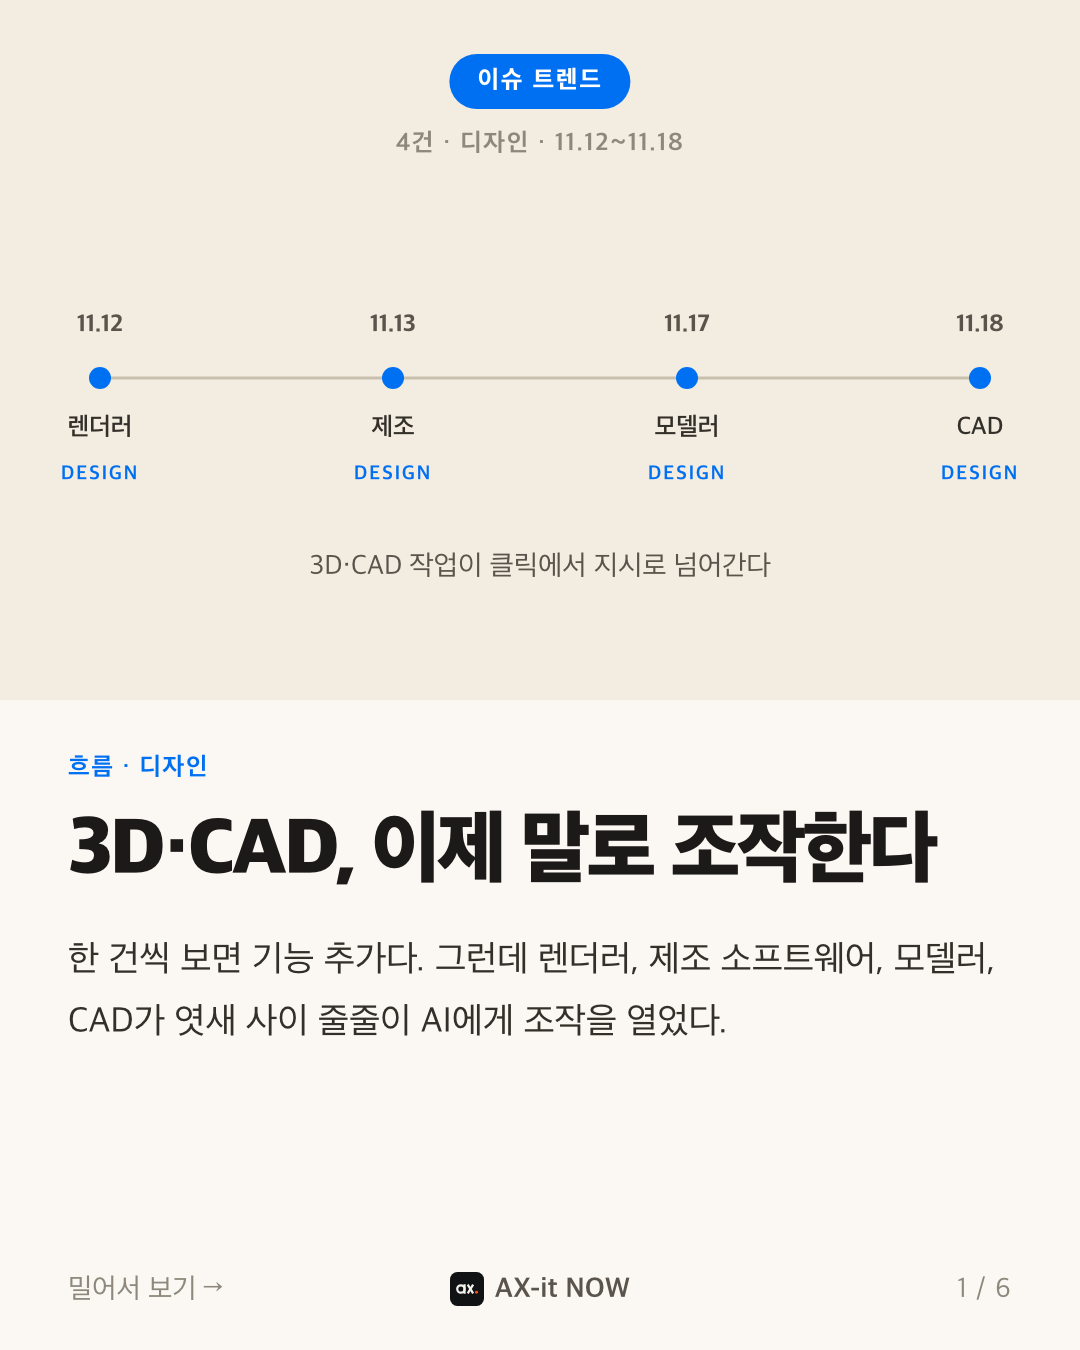 이슈 트렌드
4건 · 디자인 · 11.12~11.18
11.12 11.13 11.17 11.18
렌더러 제조 모델러 CAD
DESIGN DESIGN DESIGN DESIGN
3D·CAD 작업이 클릭에서 지시로 넘어간다
흐름 · 디자인
3D·CAD, 이제 말로 조작한다
한 건씩 보면 기능 추가다. 그런데 렌더러, 제조 소프트웨어, 모델러,
CAD가 엿새 사이 줄줄이 AI에게 조작을 열었다.
밀어서 보기 → ax. AX-it NOW 1 / 6